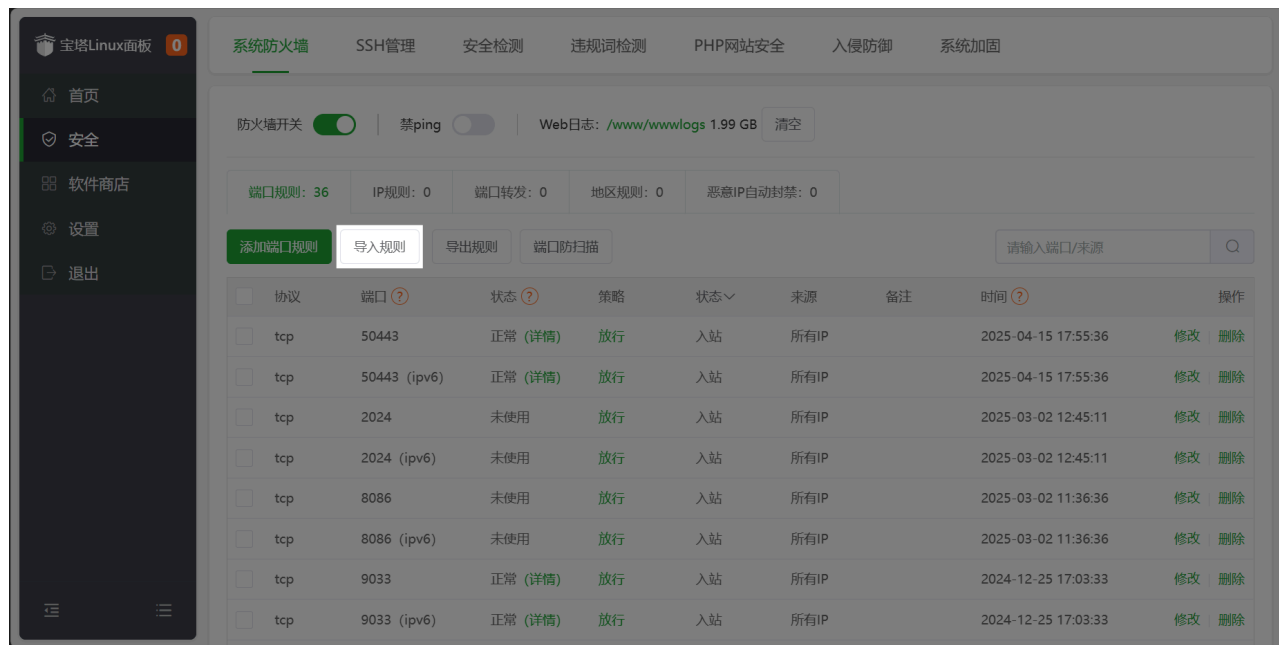 宝塔Linux面板 0
首页
安全
软件商店
设置
退出
系统防火墙 SSH管理 安全检测 违规词检测 PHP网站安全 入侵防御 系统加固
防火墙开关 禁ping Web日志: /www/wwwlogs 1.99 GB 清空
端口规则: 36 IP规则: 0 端口转发: 0 地区规则: 0 恶意IP自动封禁: 0
添加端口规则 导入规则 导出规则 端口防扫描 请输入端口/来源
协议 端口 ? 状态 ? 策略 状态 来源 备注 时间 ? 操作
tcp 50443 正常 (详情) 放行 入站 所有IP 2025-04-15 17:55:36 修改 删除
tcp 50443 (ipv6) 正常 (详情) 放行 入站 所有IP 2025-04-15 17:55:36 修改 删除
tcp 2024 未使用 放行 入站 所有IP 2025-03-02 12:45:11 修改 删除
tcp 2024 (ipv6) 未使用 放行 入站 所有IP 2025-03-02 12:45:11 修改 删除
tcp 8086 未使用 放行 入站 所有IP 2025-03-02 11:36:36 修改 删除
tcp 8086 (ipv6) 未使用 放行 入站 所有IP 2025-03-02 11:36:36 修改 删除
tcp 9033 正常 (详情) 放行 入站 所有IP 2024-12-25 17:03:33 修改 删除
tcp 9033 (ipv6) 正常 (详情) 放行 入站 所有IP 2024-12-25 17:03:33 修改 删除